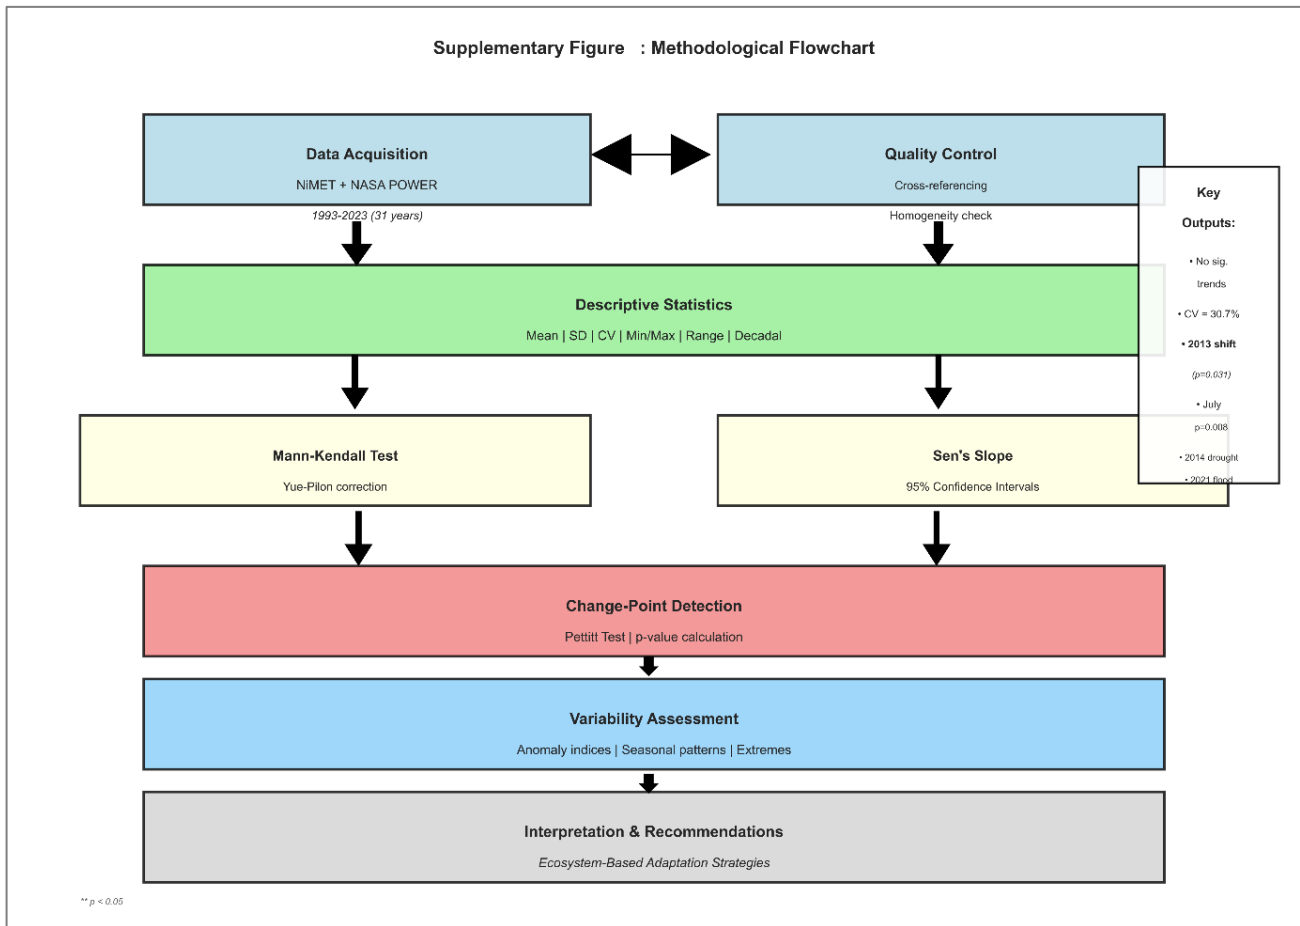 Supplementary Figure : Methodological Flowchart
Data Acquisition
NiMET + NASA POWER
1993-2023 (31 years)
Quality Control
Cross-referencing
Homogeneity check
Key
Outputs:
• No sig.
trends
• CV = 30.7%
• 2013 shift
(p=0.031)
• July
p=0.008
• 2014 drought
• 2021 flood
Descriptive Statistics
Mean | SD | CV | Min/Max | Range | Decadal
Mann-Kendall Test
Yue-Pilon correction
Sen's Slope
95% Confidence Intervals
Change-Point Detection
Pettitt Test | p-value calculation
Variability Assessment
Anomaly indices | Seasonal patterns | Extremes
Interpretation & Recommendations
Ecosystem-Based Adaptation Strategies
** p < 0.05